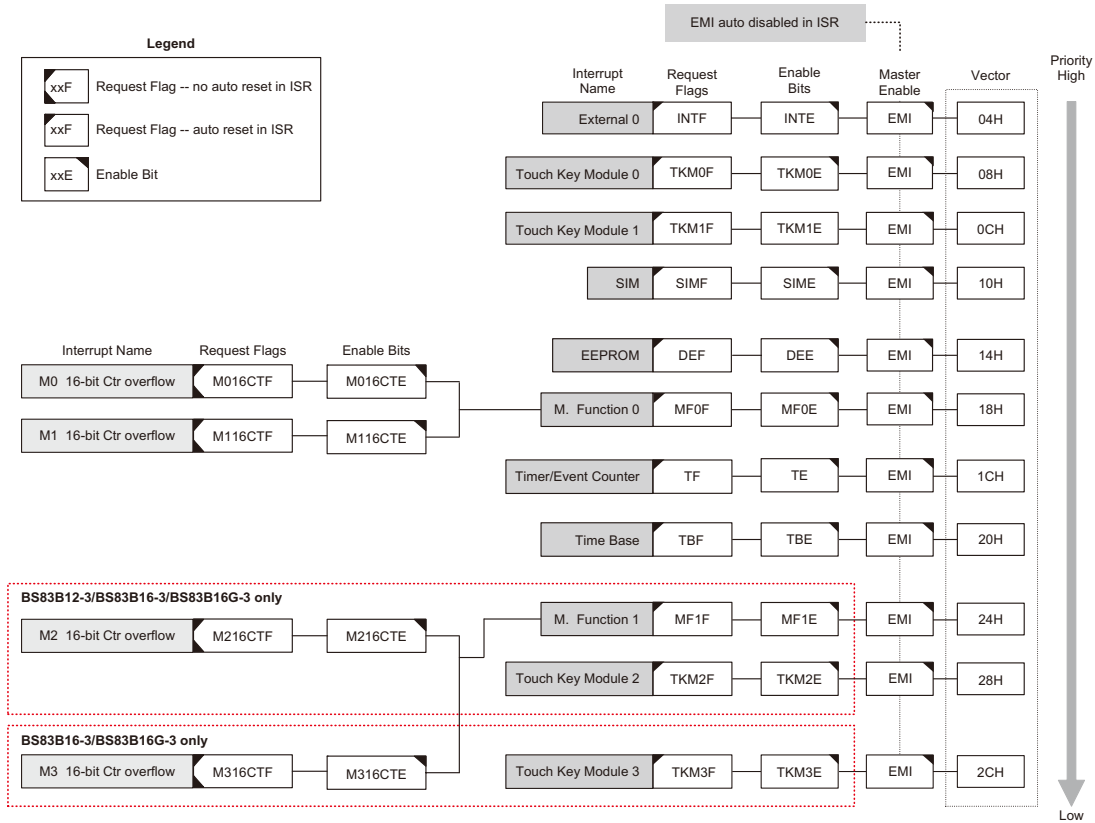 EMI auto disabled in ISR
Legend
xxF Request Flag -- no auto reset in ISR
xxF Request Flag -- auto reset in ISR
xxE Enable Bit
Interrupt Name
Request Flags
Enable Bits
Master Enable
Vector
Priority High
External 0 INTF INTE EMI 04H
Touch Key Module 0 TKM0F TKM0E EMI 08H
Touch Key Module 1 TKM1F TKM1E EMI 0CH
SIM SIMF SIME EMI 10H
Interrupt Name Request Flags Enable Bits
EEPROM DEF DEE EMI 14H
M0 16-bit Ctr overflow M016CTF M016CTE
M. Function 0 MF0F MF0E EMI 18H
M1 16-bit Ctr overflow M116CTF M116CTE
Timer/Event Counter TF TE EMI 1CH
Time Base TBF TBE EMI 20H
BS83B12-3/BS83B16-3/BS83B16G-3 only
M2 16-bit Ctr overflow M216CTF M216CTE
M. Function 1 MF1F MF1E EMI 24H
Touch Key Module 2 TKM2F TKM2E EMI 28H
BS83B16-3/BS83B16G-3 only
M3 16-bit Ctr overflow M316CTF M316CTE
Touch Key Module 3 TKM3F TKM3E EMI 2CH
Low